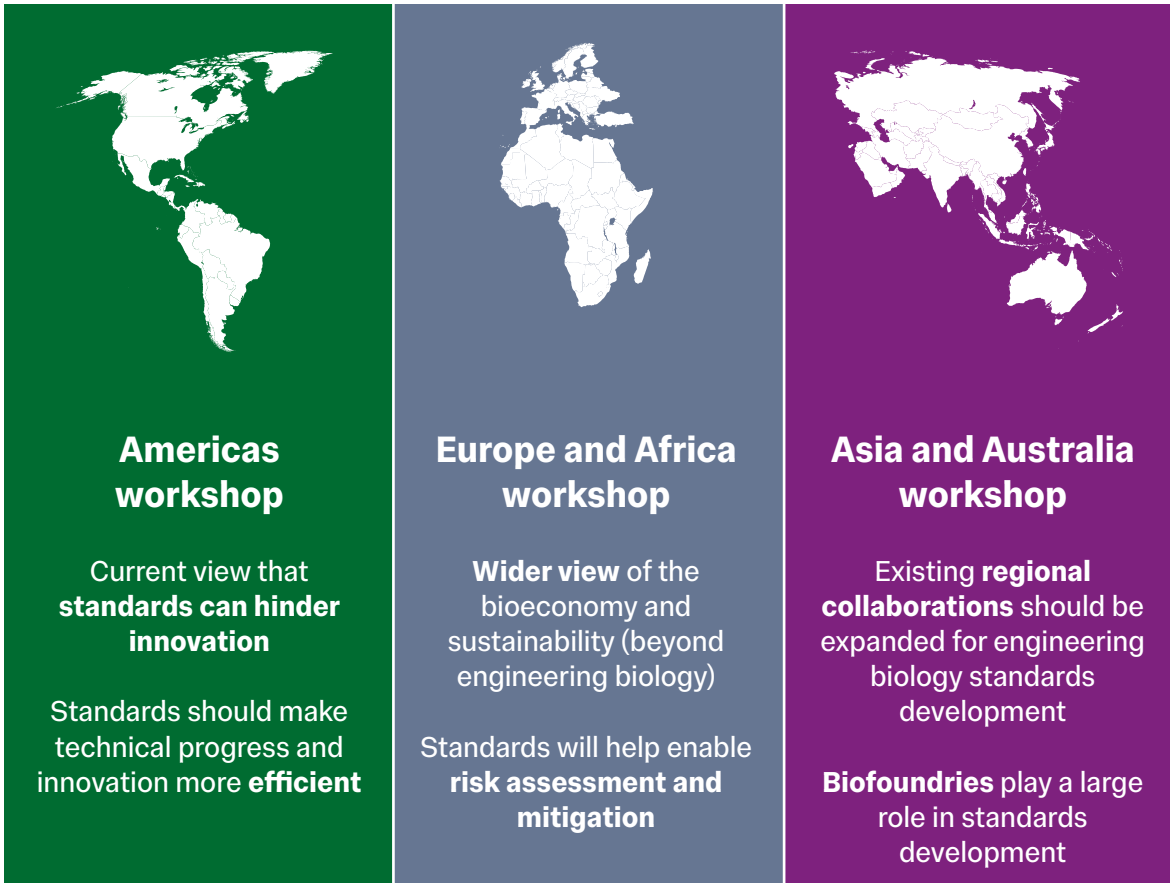 Americas
workshop
Current view that
standards can hinder
innovation
Standards should make
technical progress and
innovation more efficient
Europe and Africa
workshop
Wider view of the
bioeconomy and
sustainability (beyond
engineering biology)
Standards will help enable
risk assessment and
mitigation
Asia and Australia
workshop
Existing regional
collaborations should be
expanded for engineering
biology standards
development
Biofoundries play a large
role in standards
development